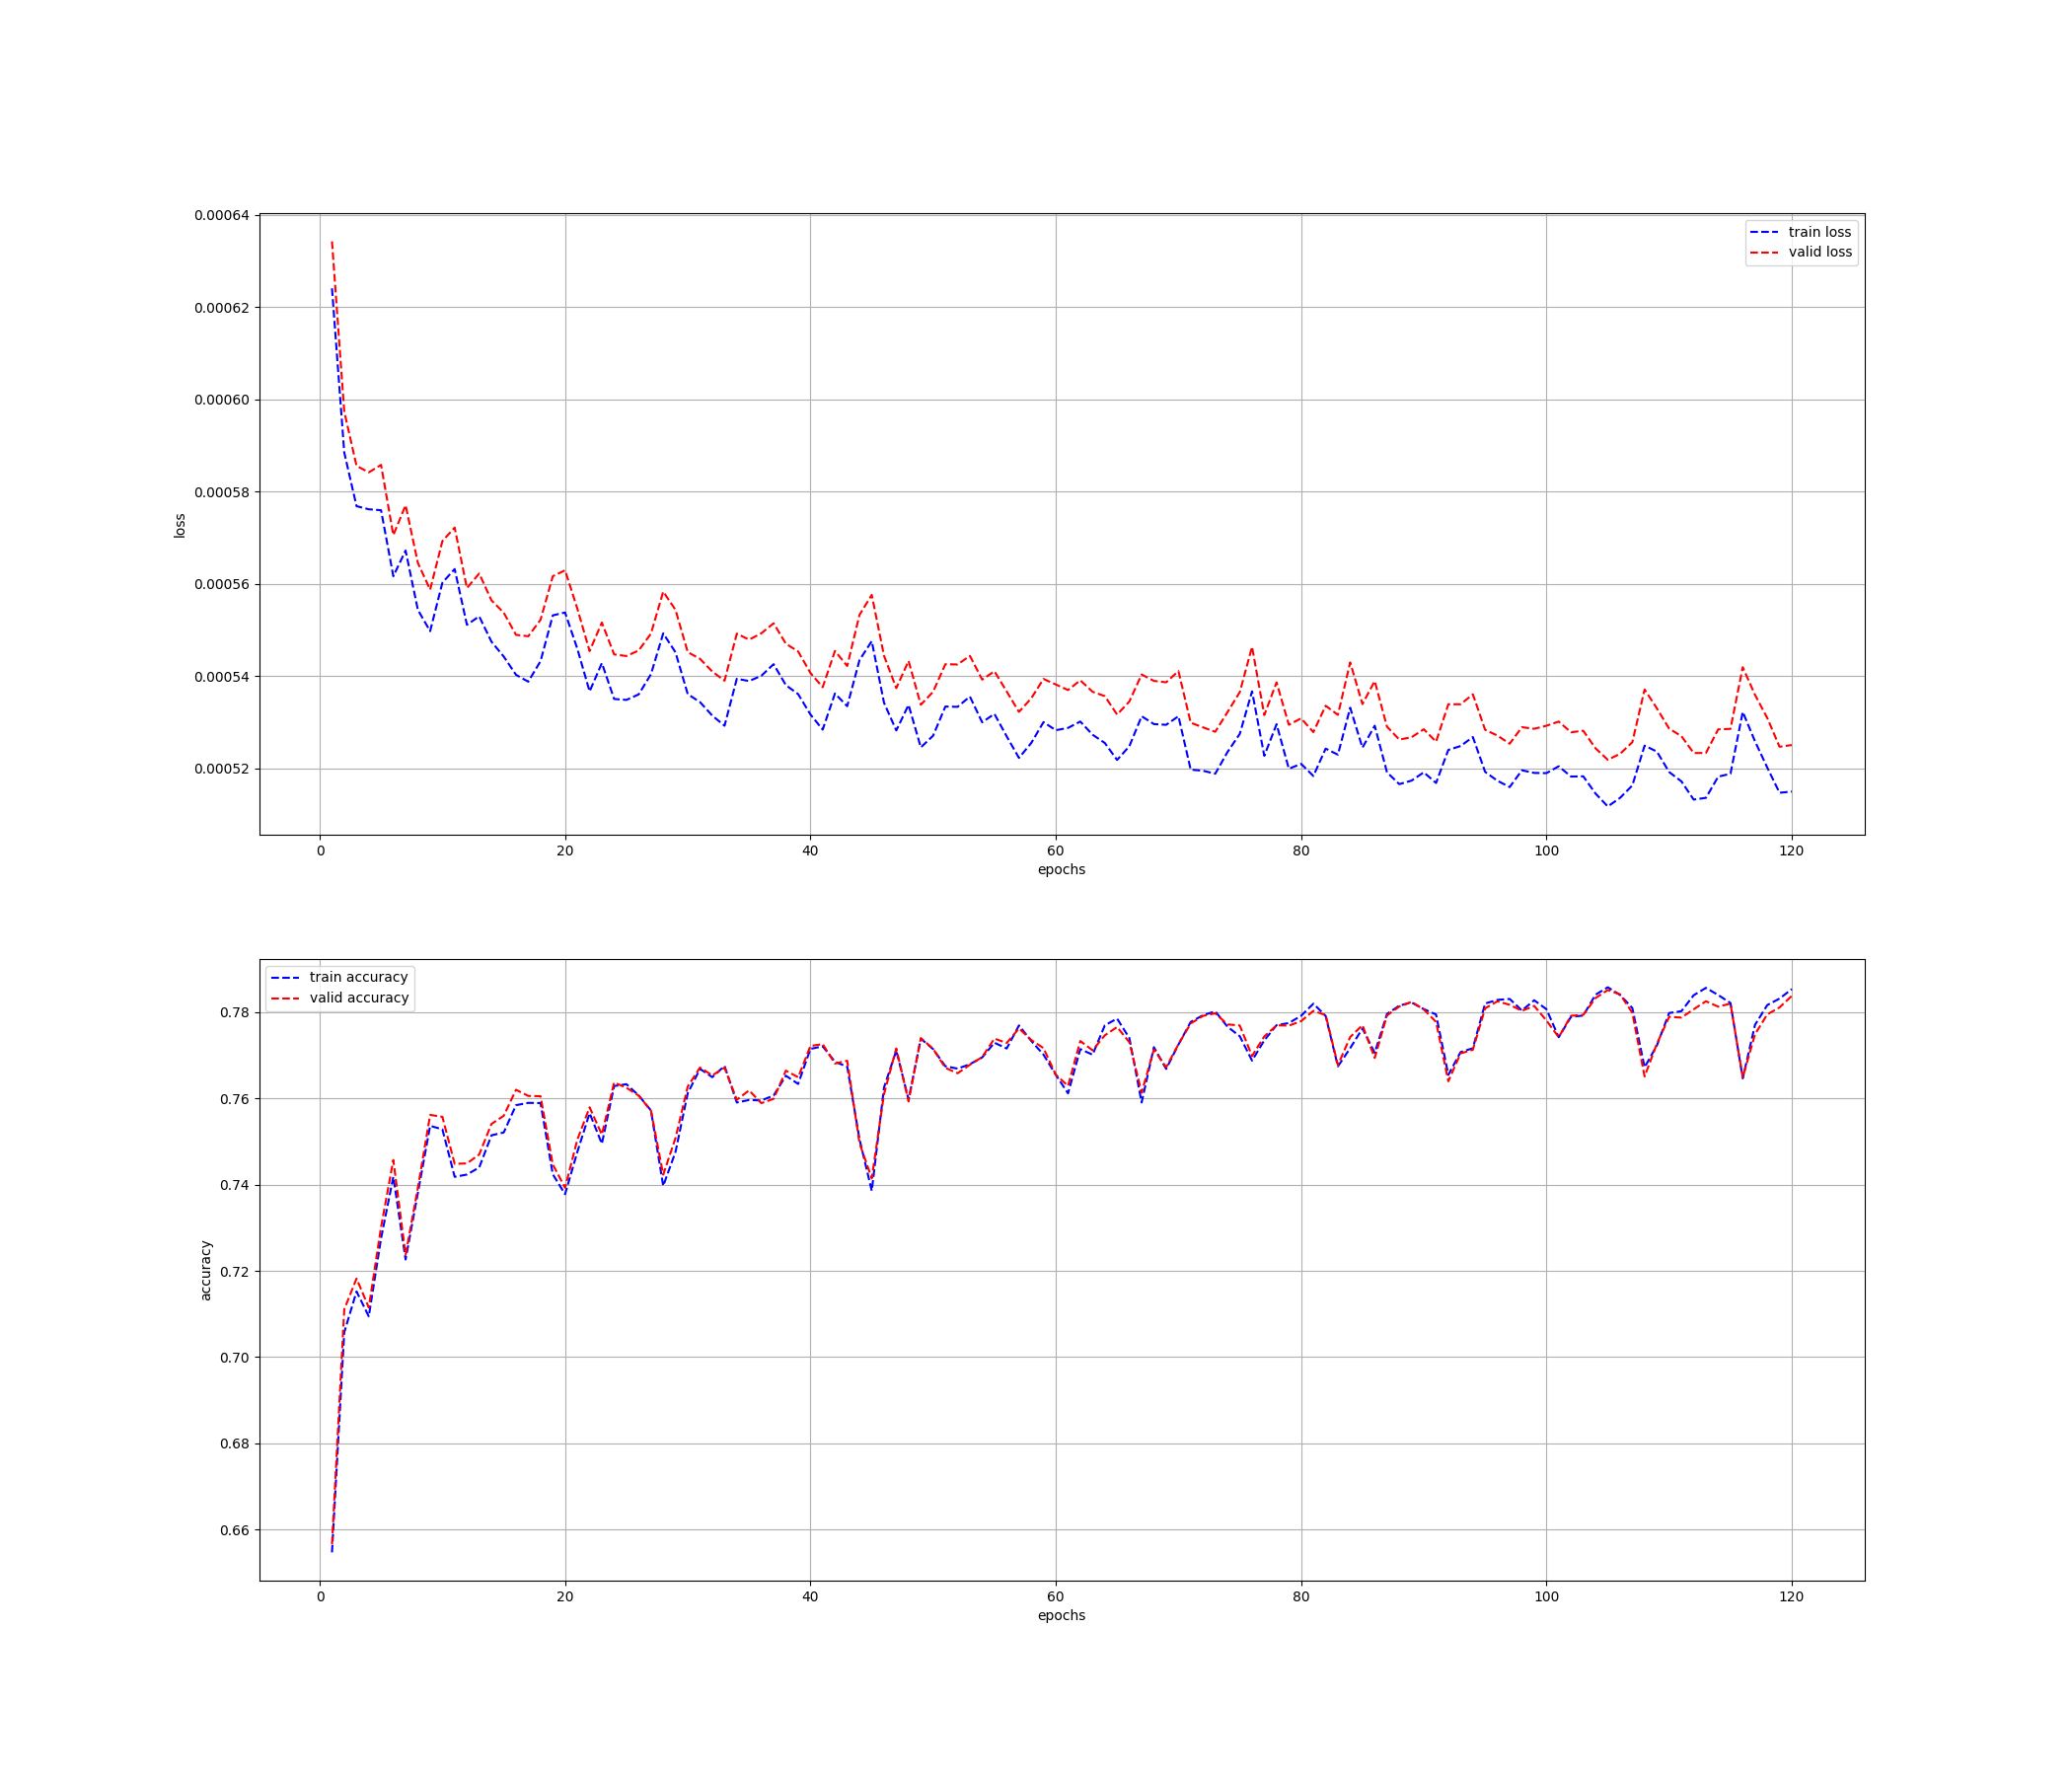 0.00064
0.00062
0.00060
0.00058
0.00056
0.00054
0.00052
loss
train loss
valid loss
0 20 40 60 80 100 120
epochs
train accuracy
valid accuracy
0.78
0.76
0.74
0.72
0.70
0.68
0.66
accuracy
0 20 40 60 80 100 120
epochs